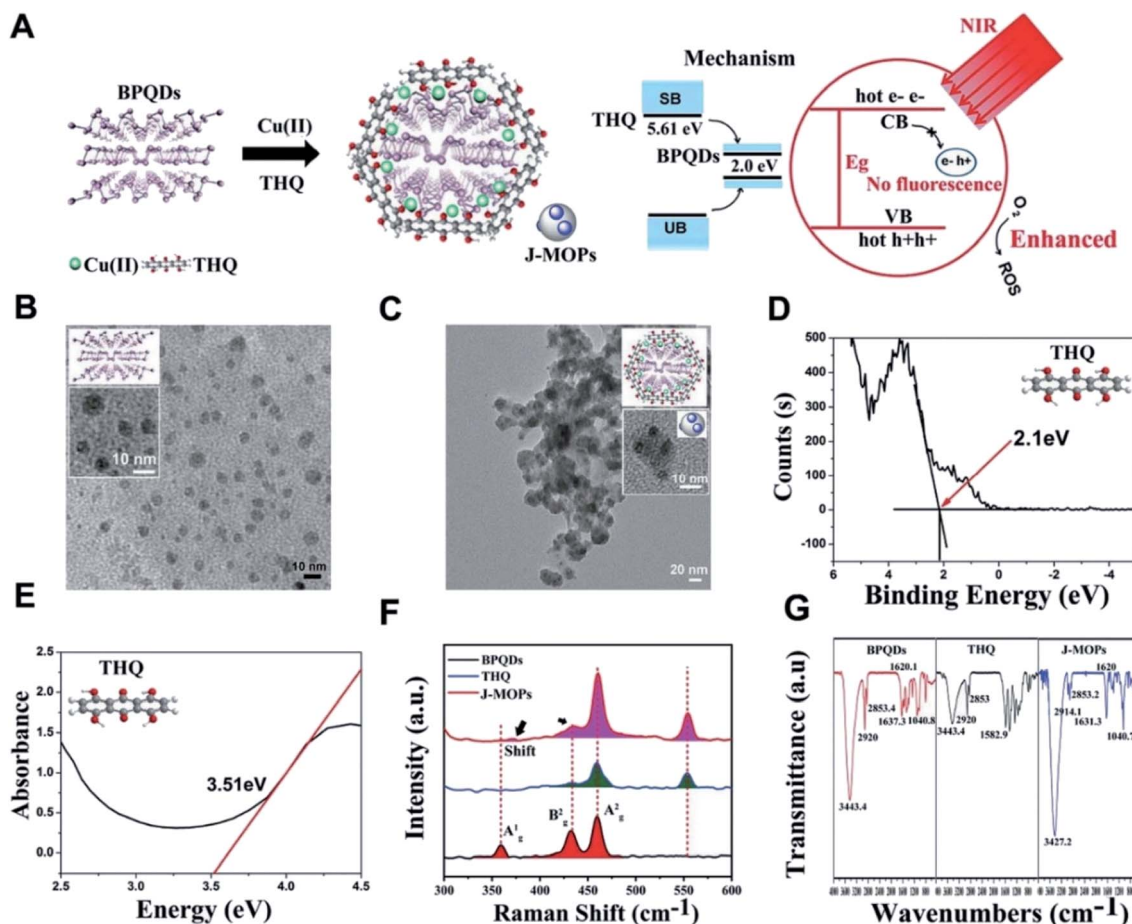 A
BPQDs
Cu(II)
THQ
Cu(II)
THQ
J-MOPs
Mechanism
SB
THQ
5.61 eV
BPQDs
2.0 eV
UB
NIR
hot e- e-
CB
e- h+
Eg
No fluorescence
VB
hot h+h+
O2
Enhanced
ROS
B
10 nm
10 nm
C
10 nm
20 nm
D
THQ
2.1eV
Counts (s)
500
400
300
200
100
0
-100
6 4 2 0 -2 -4
Binding Energy (eV)
E
THQ
3.51eV
Absorbance
2.5
2.0
1.5
1.0
0.5
0.0
2.5 3.0 3.5 4.0 4.5
Energy (eV)
F
BPQDs
THQ
J-MOPs
Shift
A1g
B2g
A2g
Intensity (a.u.)
300 350 400 450 500 550 600
Raman Shift (cm-1)
G
BPQDs
1620.1
2853.4
1637.3
1040.8
2920
3443.4
THQ
2853
3443.4
2920
1582.9
J-MOPs
1620
2853.2
2914.1
1631.3
1040.7
3427.2
Transmittance (a.u)
Wavenumbers (cm-1)